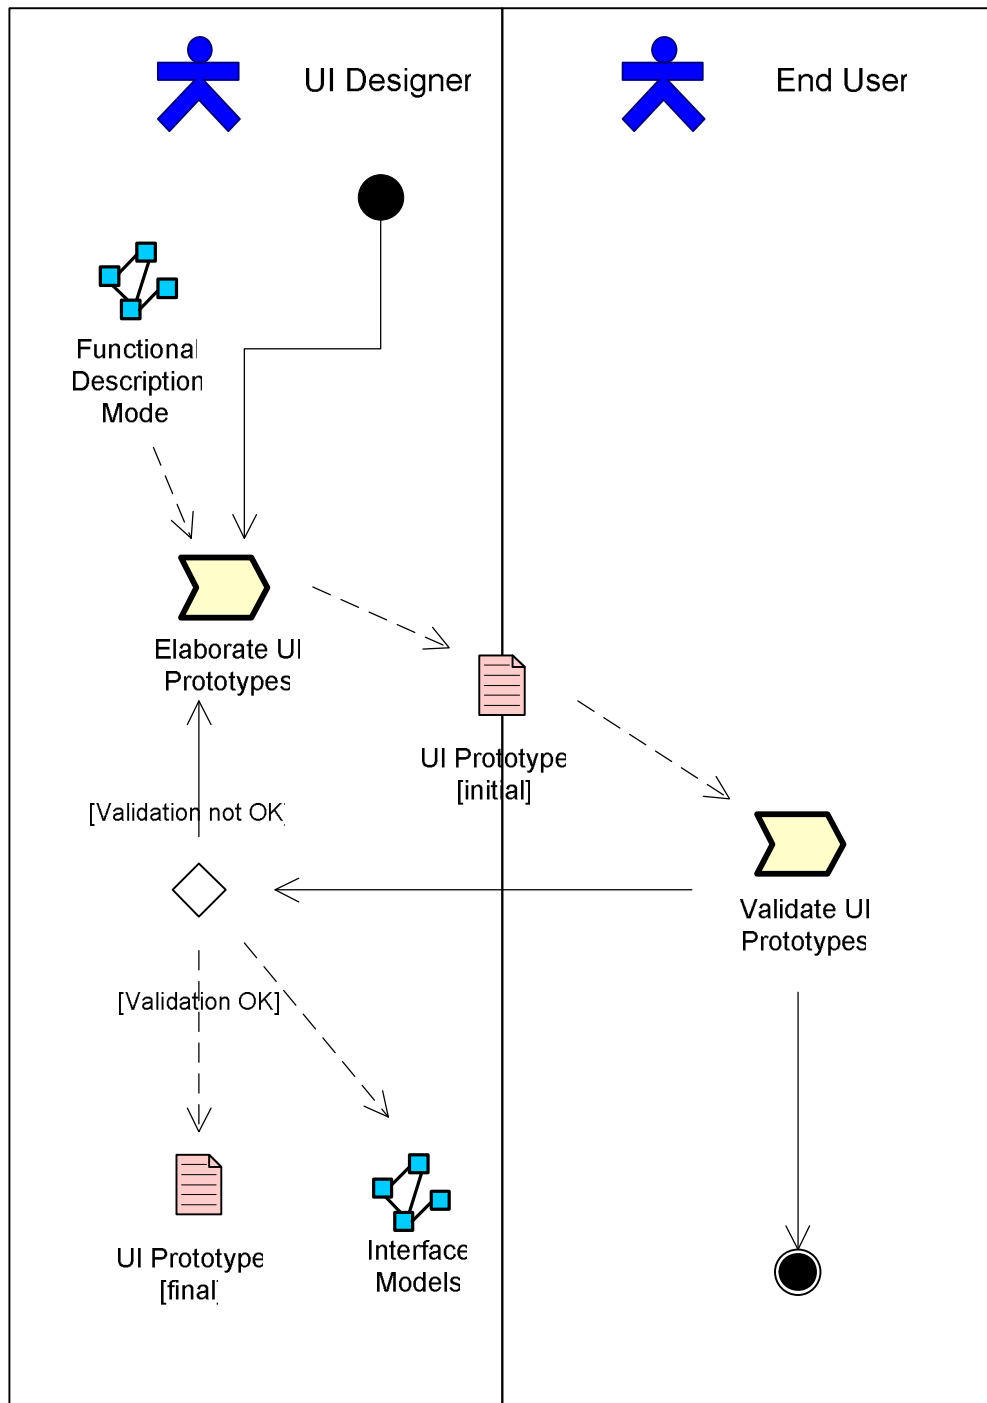 UI Designer
End User
Functional
Description
Mode
Elaborate UI
Prototypes
UI Prototype
[initial]
[Validation not OK]
Validate UI
Prototypes
[Validation OK]
UI Prototype
[final]
Interface
Models